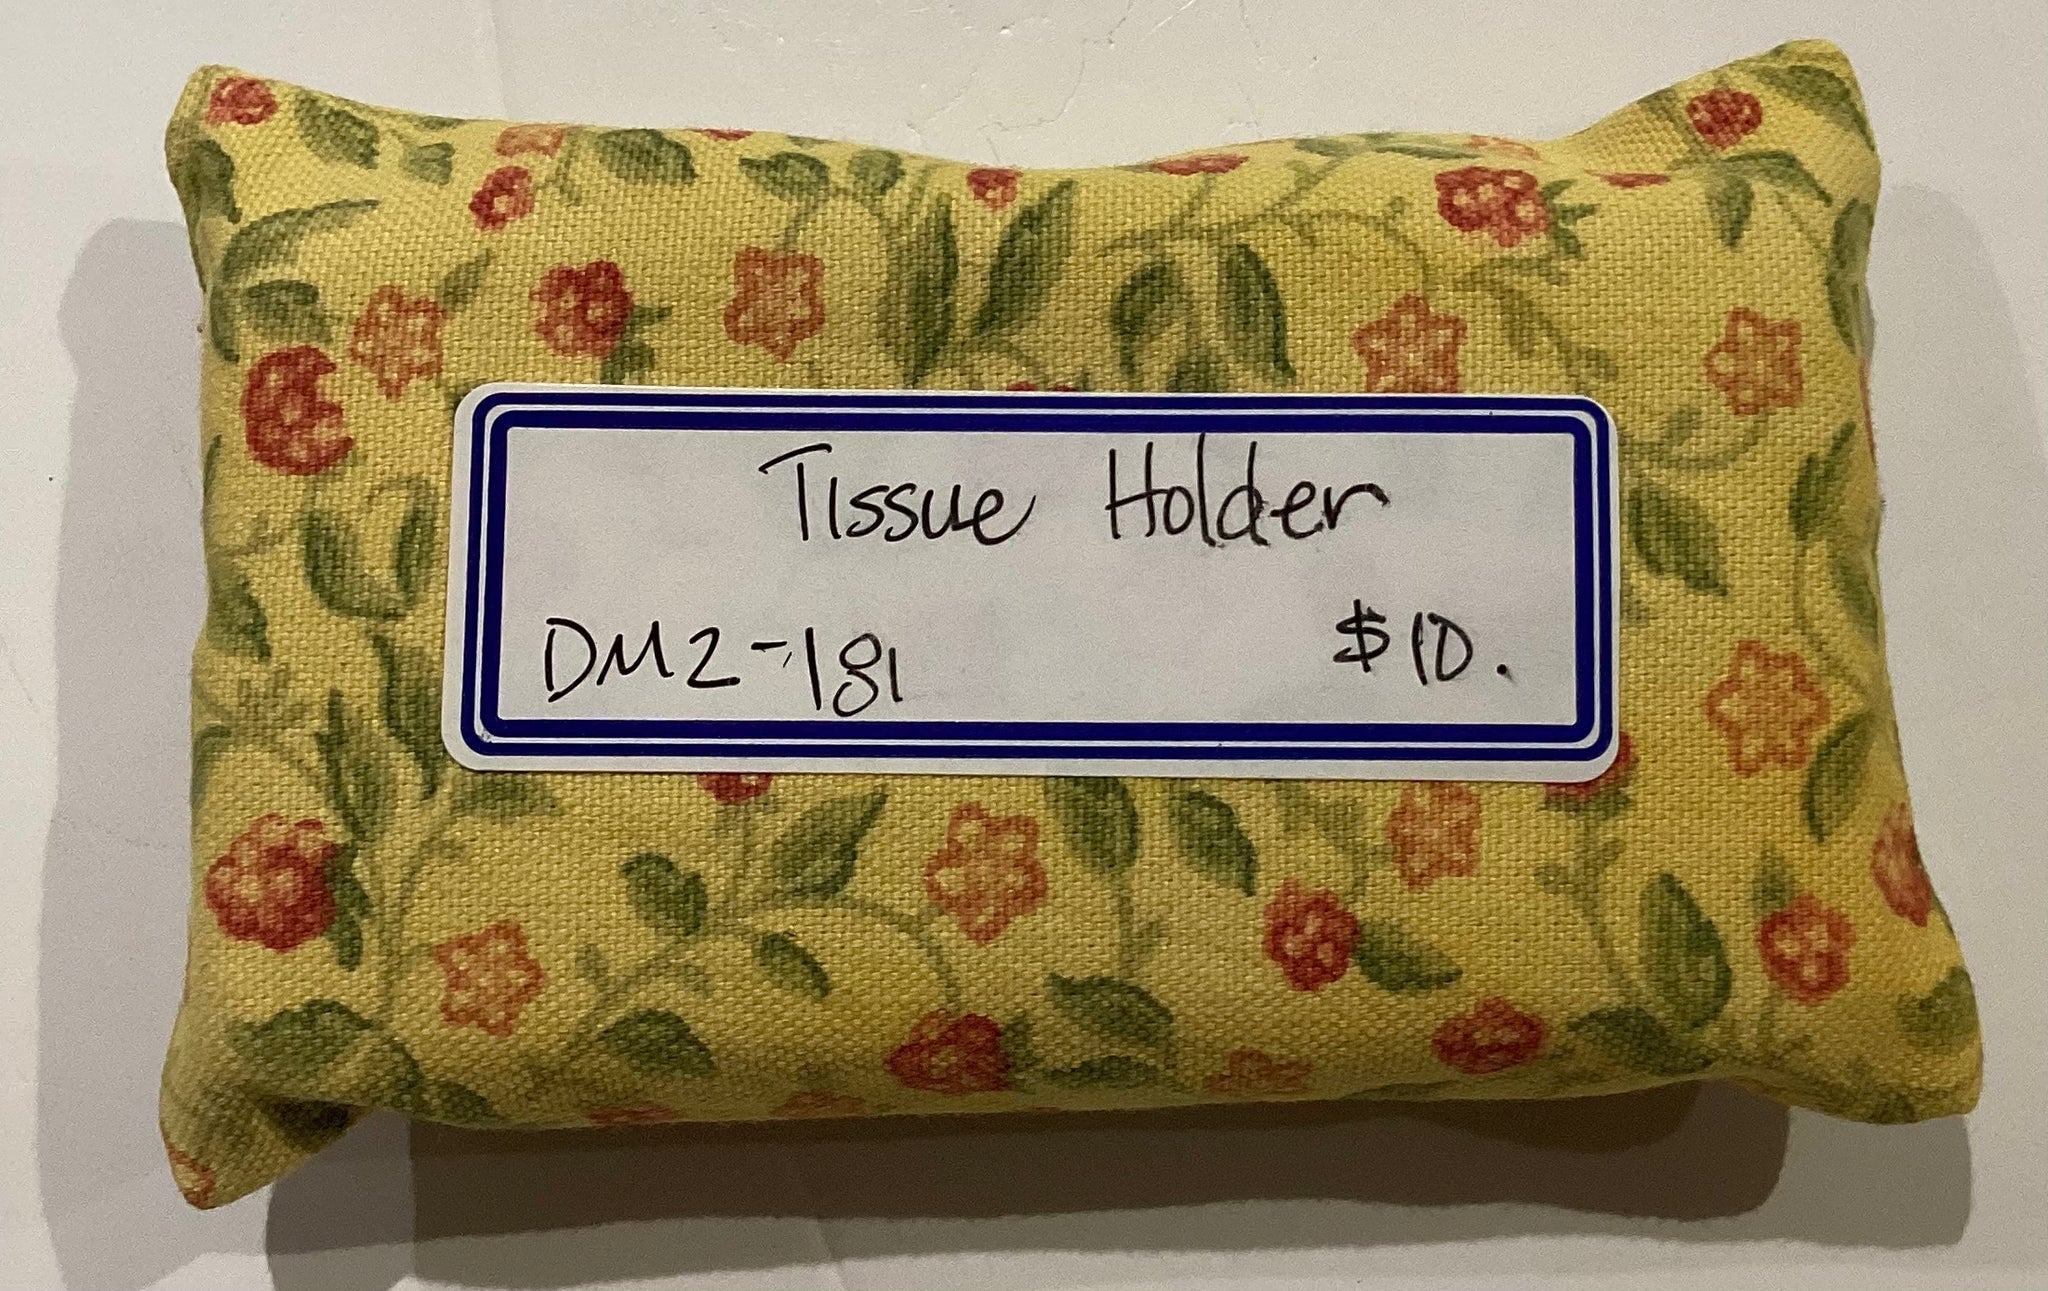 Tissue Holder
DM2-181 $10.